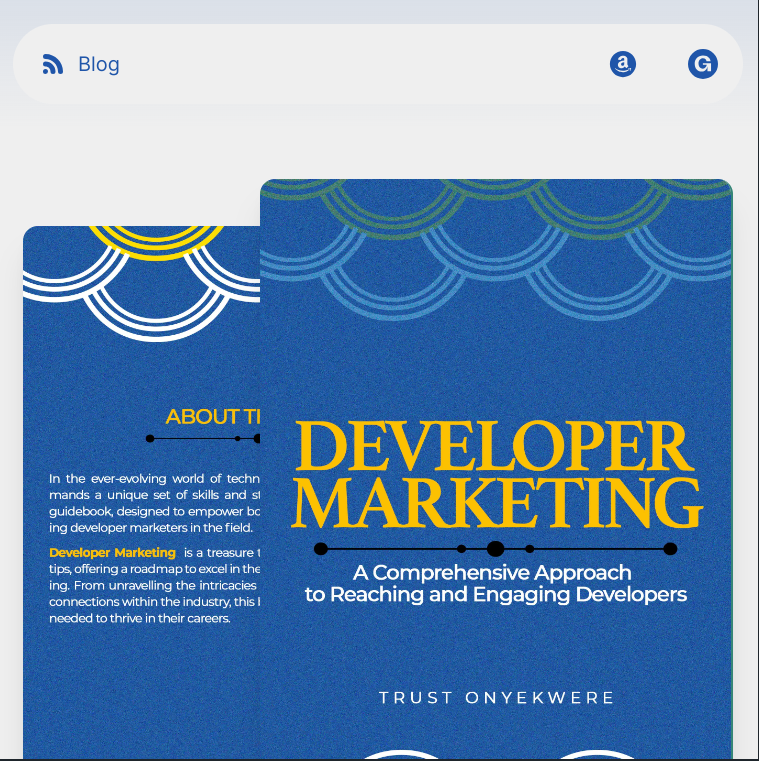 Blog
a
G
ABOUT
In the ever-evolving world of
mands a unique set of skills and
guidebook, designed to empower
ing developer marketers in the field.
Developer Marketing is a treasure
tips, offering a roadmap to excel in the
ing. From unravelling the intricacies
connections within the industry, this
needed to thrive in their careers.
DEVELOPER
MARKETING
A Comprehensive Approach
to Reaching and Engaging Developers
TRUST ONYEKWERE